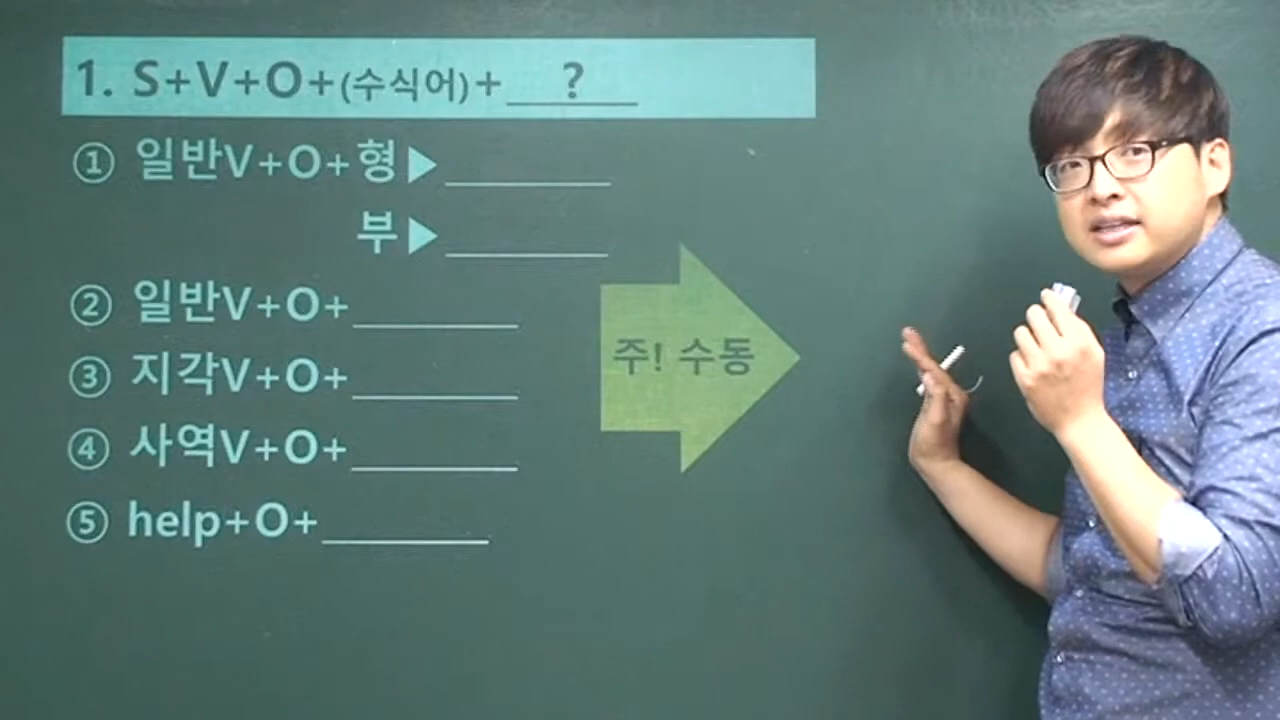 1. S+V+O+(수식어)+ ?
① 일반V+O+형▶
부▶
② 일반V+O+
③ 지각V+O+
④ 사역V+O+
⑤ help+O+
주! 수동